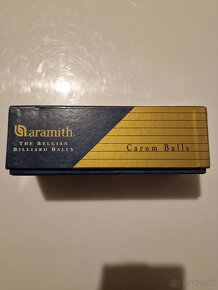 aramith
THE BELGIAN
BILLIARD BALLS
Carom Balls